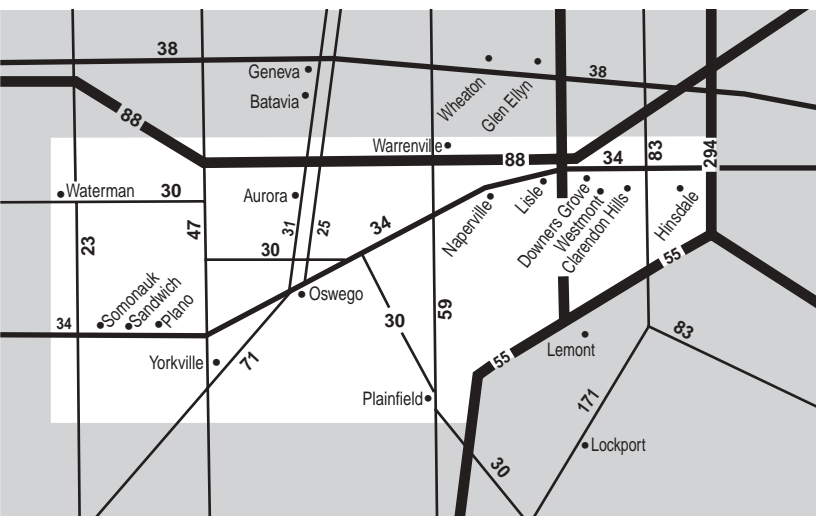 38
Geneva
Batavia
88
Wheaton
Glen Ellyn
38
Warrenville
88
34
83
294
Waterman
30
Aurora
31
25
34
Naperville
Lisle
Downers Grove
Westmont
Clarendon Hills
Hinsdale
47
23
30
55
Somonauk
Sandwich
Plano
34
Oswego
30
59
Yorkville
71
55
Lemont
83
Plainfield
171
Lockport
30